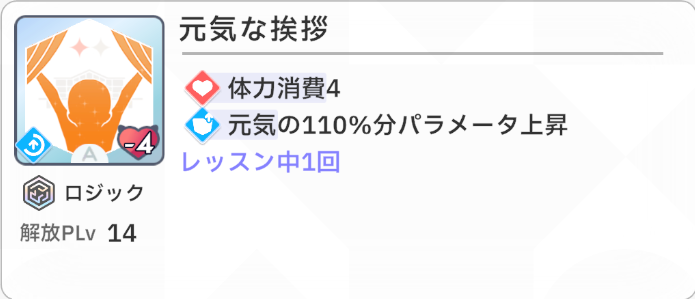 元気な挨拶
体力消費4
元気の110%分パラメータ上昇
レッスン中1回
-4
A
ロジック
解放PLv 14